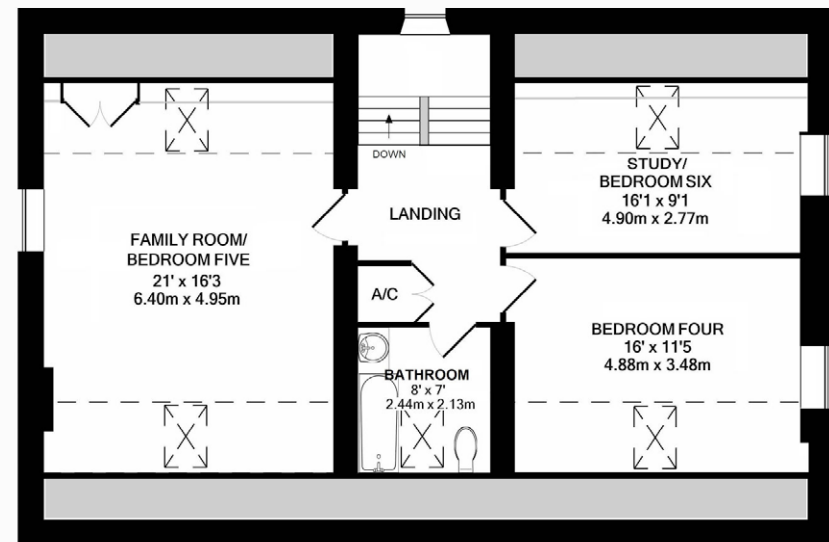 DOWN
LANDING
STUDY/
BEDROOM SIX
16'1 x 9'1
4.90m x 2.77m
FAMILY ROOM/
BEDROOM FIVE
21' x 16'3
6.40m x 4.95m
A/C
BEDROOM FOUR
16' x 11'5
4.88m x 3.48m
BATHROOM
8' x 7'
2.44m x 2.13m